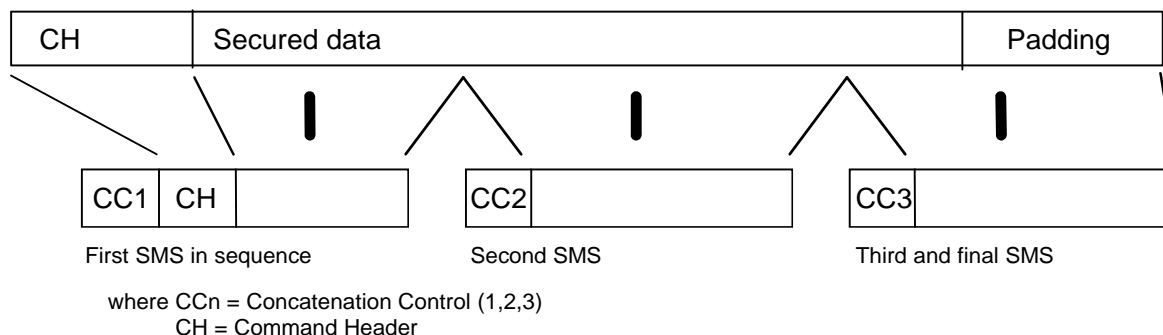 CH Secured data Padding
CC1 CH CC2 CC3
First SMS in sequence Second SMS Third and final SMS
where CCn = Concatenation Control (1,2,3)
CH = Command Header